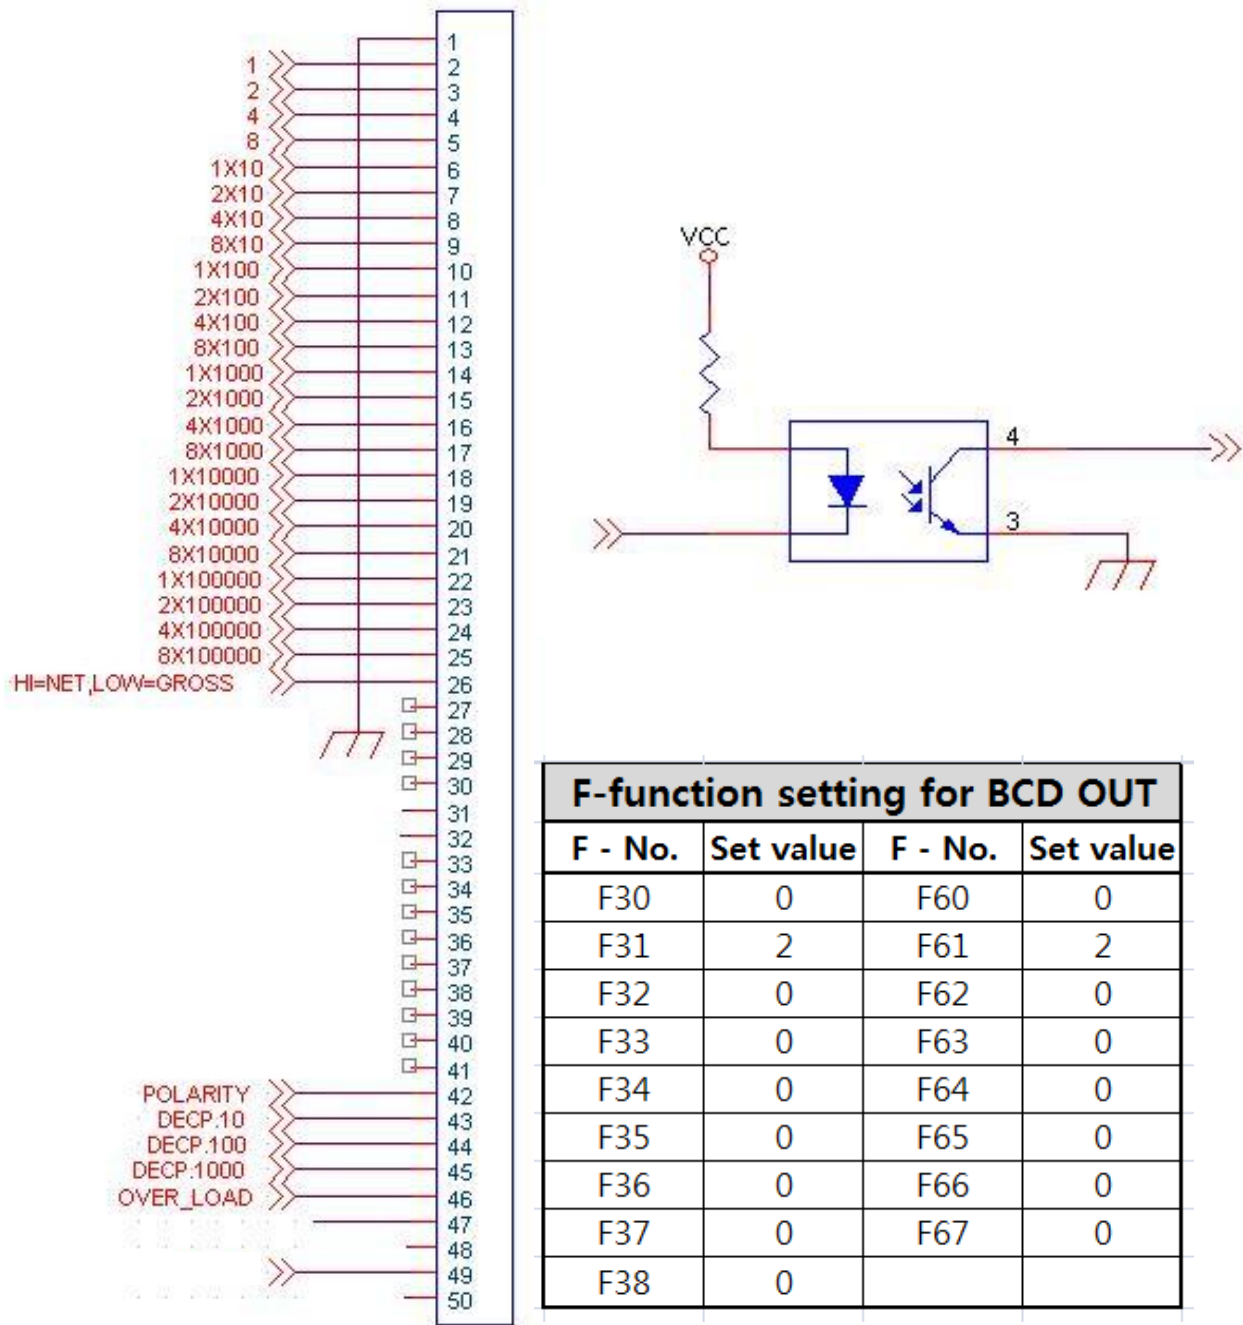 1
1 2
2 3
4 4
8 5
1X10 6
2X10 7
4X10 8
8X10 9
1X100 10
2X100 11
4X100 12
8X100 13
1X1000 14
2X1000 15
4X1000 16
8X1000 17
1X10000 18
2X10000 19
4X10000 20
8X10000 21
1X100000 22
2X100000 23
4X100000 24
8X100000 25
HI=NET,LOW=GROSS 26
27
28
29
30
31
32
33
34
35
36
37
38
39
40
41
POLARITY 42
DECP.10 43
DECP.100 44
DECP.1000 45
OVER_LOAD 46
47
48
49
50
VCC
4
3
F-function setting for BCD OUT
F - No. Set value F - No. Set value
F30 0 F60 0
F31 2 F61 2
F32 0 F62 0
F33 0 F63 0
F34 0 F64 0
F35 0 F65 0
F36 0 F66 0
F37 0 F67 0
F38 0